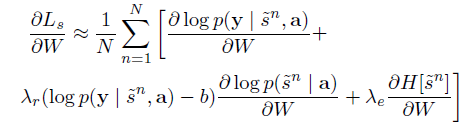 ∂L_s/∂W ≈ 1/N ∑_{n=1}^{N} [ ∂ log p(y | s̃^n, a)/∂W +
λ_r(log p(y | s̃^n, a) − b) ∂ log p(s̃^n | a)/∂W + λ_e ∂H[s̃^n]/∂W ]